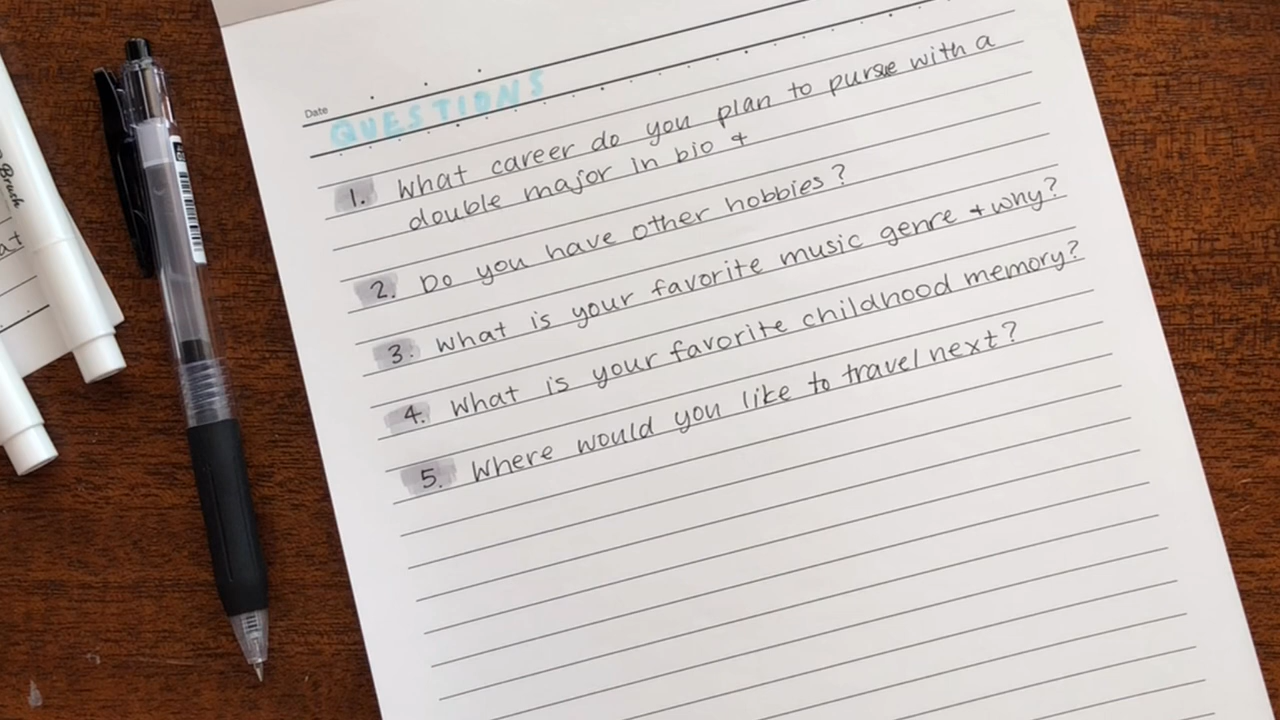 Date
QUESTIONS
1. What career do you plan to pursue with a
double major in bio +
2. Do you have other hobbies?
3. What is your favorite music genre + why?
4. What is your favorite childhood memory?
5. Where would you like to travel next?
Brush
at